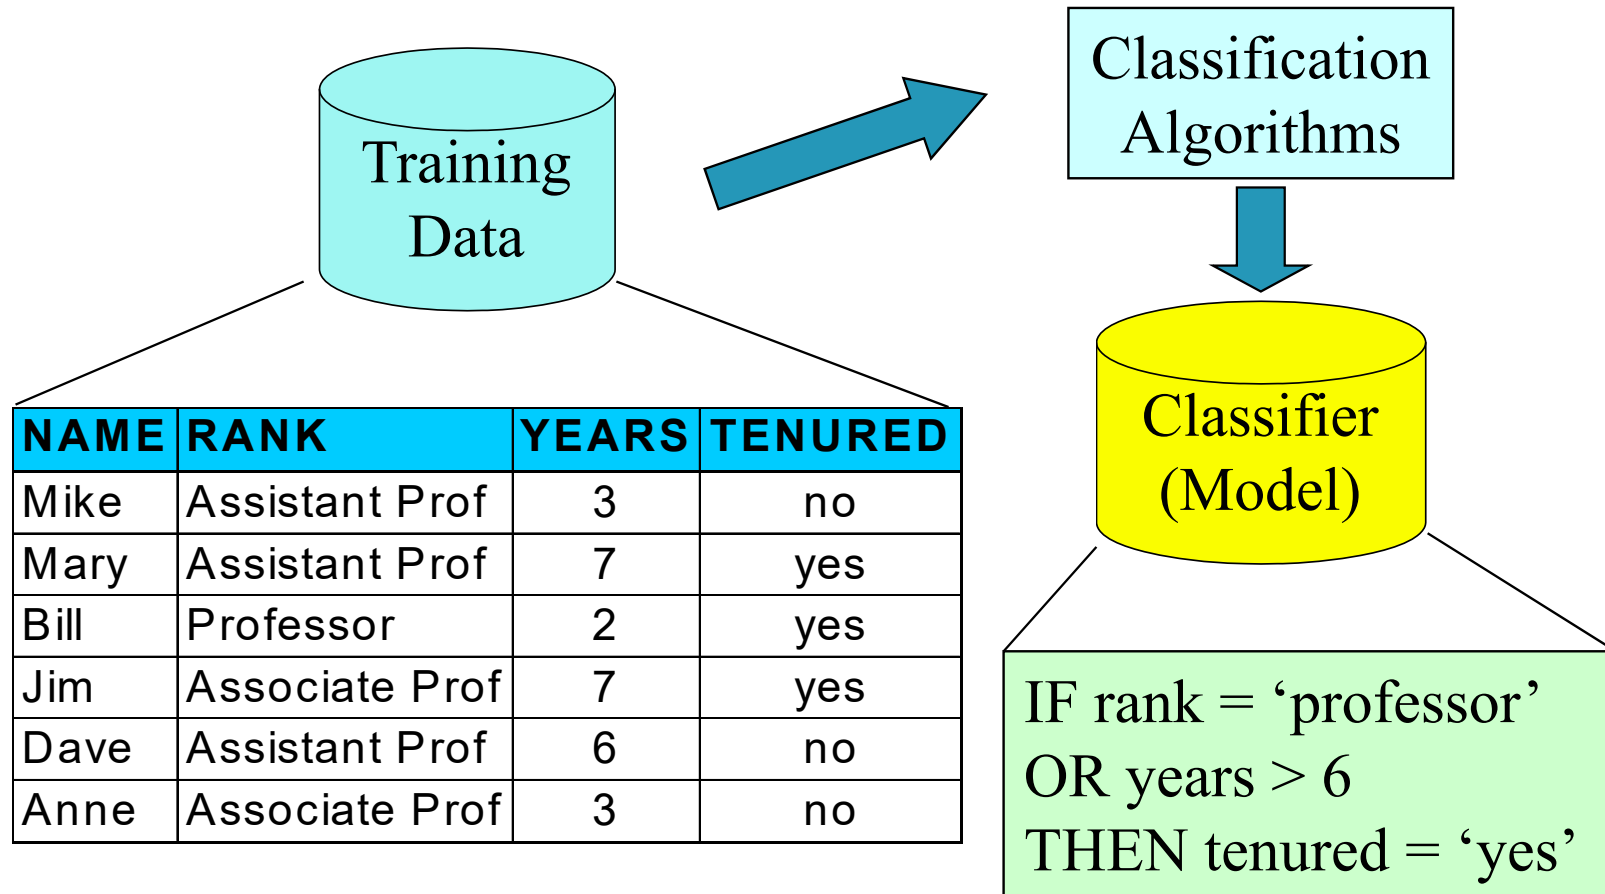 Training
Data
Classification
Algorithms
Classifier
(Model)
NAME RANK YEARS TENURED
Mike Assistant Prof 3 no
Mary Assistant Prof 7 yes
Bill Professor 2 yes
Jim Associate Prof 7 yes
Dave Assistant Prof 6 no
Anne Associate Prof 3 no
IF rank = ‘professor’
OR years > 6
THEN tenured = ‘yes’